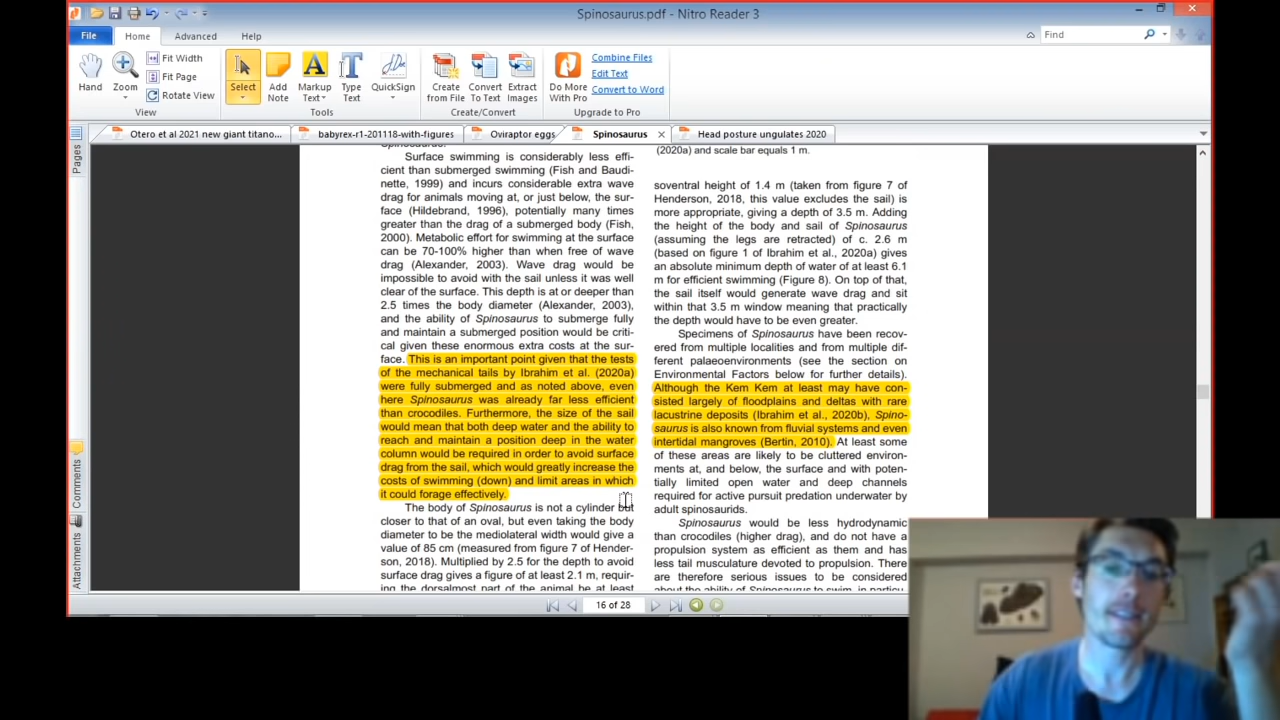 Spinosaurus.pdf - Nitro Reader 3
File
Home
Advanced
Help
Find
Hand
Zoom
Fit Width
Fit Page
Rotate View
View
Select
Add Note
Markup Text
Type Text
QuickSign
Tools
Create from File
Convert To Text
Extract Images
Create/Convert
Do More With Pro
Combine Files
Edit Text
Convert to Word
Upgrade to Pro
Otero et al 2021 new giant titano...
babyrex-r1-201118-with-figures
Oviraptor eggs
Spinosaurus
Head posture ungulates 2020
Pages
Comments
Attachments
Spinosaurus.
Surface swimming is considerably less effi-
cient than submerged swimming (Fish and Baudi-
nette, 1999) and incurs considerable extra wave
drag for animals moving at, or just below, the sur-
face (Hildebrand, 1996), potentially many times
greater than the drag of a submerged body (Fish,
2000). Metabolic effort for swimming at the surface
can be 70-100% higher than when free of wave
drag (Alexander, 2003). Wave drag would be
impossible to avoid with the sail unless it was well
clear of the surface. This depth is at or deeper than
2.5 times the body diameter (Alexander, 2003),
and the ability of Spinosaurus to submerge fully
and maintain a submerged position would be criti-
cal given these enormous extra costs at the sur-
face. This is an important point given that the tests
of the mechanical tails by Ibrahim et al. (2020a)
were fully submerged and as noted above, even
here Spinosaurus was already far less efficient
than crocodiles. Furthermore, the size of the sail
would mean that both deep water and the ability to
reach and maintain a position deep in the water
column would be required in order to avoid surface
drag from the sail, which would greatly increase the
costs of swimming (down) and limit areas in which
it could forage effectively.
The body of Spinosaurus is not a cylinder but
closer to that of an oval, but even taking the body
diameter to be the mediolateral width would give a
value of 85 cm (measured from figure 7 of Hender-
son, 2018). Multiplied by 2.5 for the depth to avoid
surface drag gives a figure of at least 2.1 m, requir-
ing the dorsalmost part of the animal be at least
(2020a) and scale bar equals 1 m.
soventral height of 1.4 m (taken from figure 7 of
Henderson, 2018, this value excludes the sail) is
more appropriate, giving a depth of 3.5 m. Adding
the height of the body and sail of Spinosaurus
(assuming the legs are retracted) of c. 2.6 m
(based on figure 1 of Ibrahim et al., 2020a) gives
an absolute minimum depth of water of at least 6.1
m for efficient swimming (Figure 8). On top of that,
the sail itself would generate wave drag and sit
within that 3.5 m window meaning that practically
the depth would have to be even greater.
Specimens of Spinosaurus have been recov-
ered from multiple localities and from multiple dif-
ferent palaeoenvironments (see the section on
Environmental Factors below for further details).
Although the Kem Kem at least may have con-
sisted largely of floodplains and deltas with rare
lacustrine deposits (Ibrahim et al., 2020b), Spino-
saurus is also known from fluvial systems and even
intertidal mangroves (Bertin, 2010). At least some
of these areas are likely to be cluttered environ-
ments at, and below, the surface and with poten-
tially limited open water and deep channels
required for active pursuit predation underwater by
adult spinosaurids.
Spinosaurus would be less hydrodynamic
than crocodiles (higher drag), and do not have a
propulsion system as efficient as them and has
less tail musculature devoted to propulsion. There
are therefore serious issues to be considered
about the ability of Spinosaurus to swim, in particu-
16 of 28